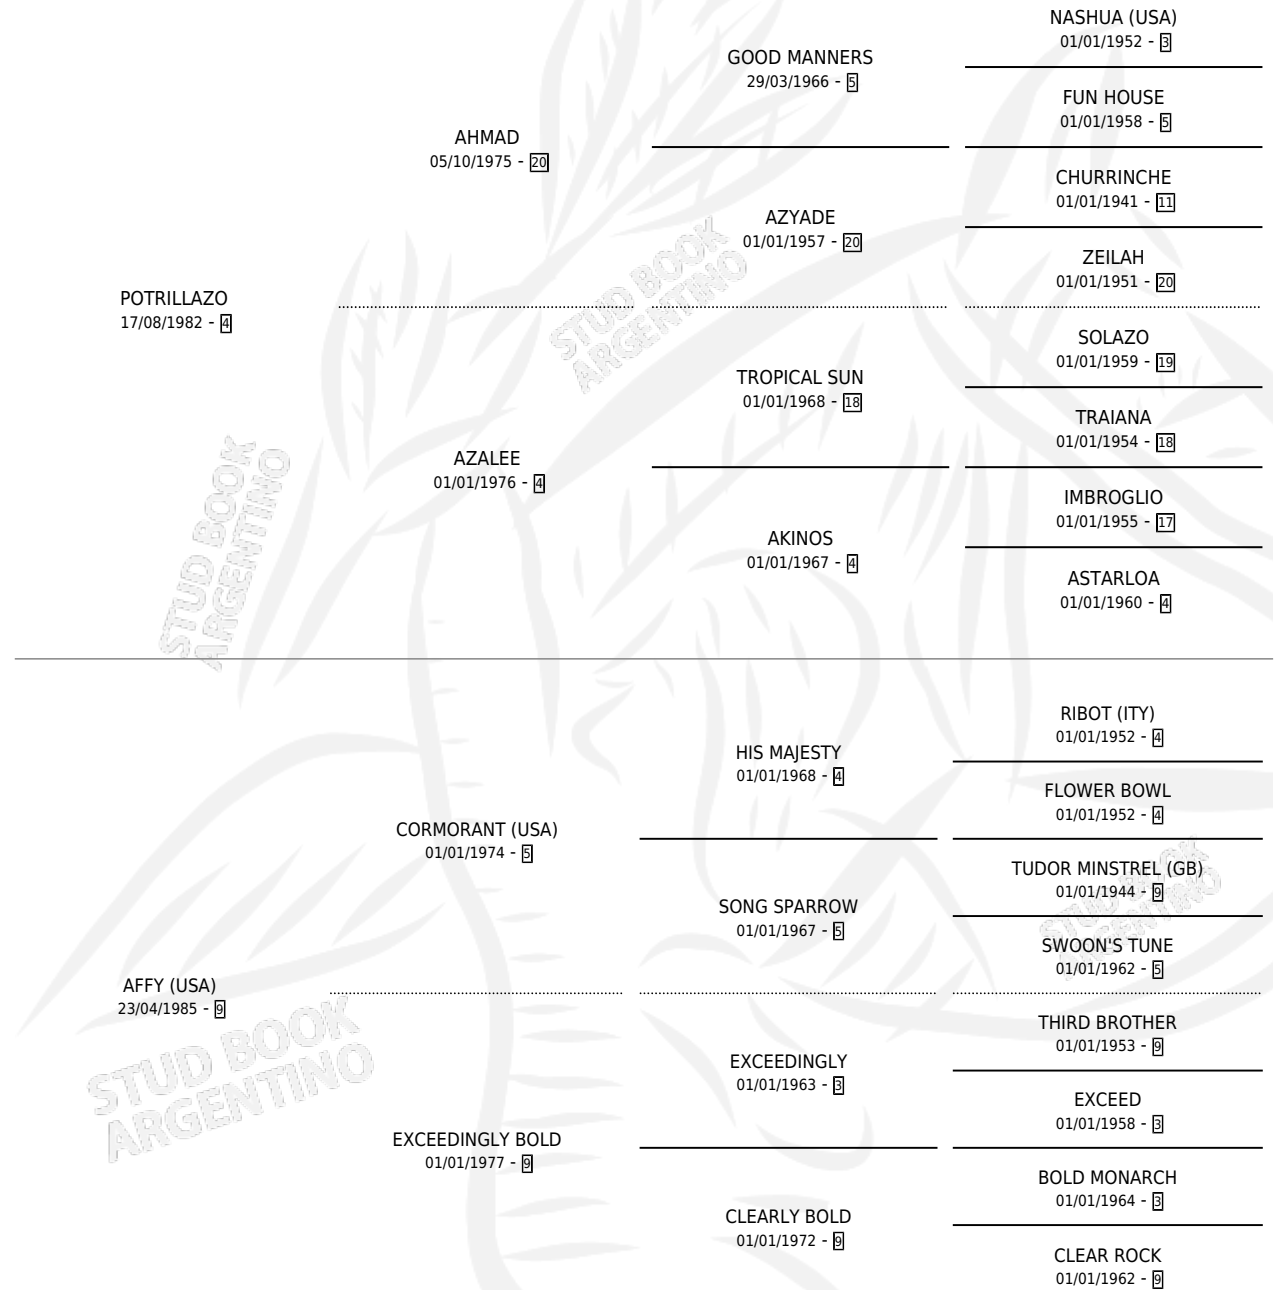 NASHUA (USA)
01/01/1952 - 3
GOOD MANNERS
29/03/1966 - 5
FUN HOUSE
01/01/1958 - 5
AHMAD
05/10/1975 - 20
CHURRINCHE
01/01/1941 - 11
AZYADE
01/01/1957 - 20
ZEILAH
01/01/1951 - 20
POTRILLAZO
17/08/1982 - 4
SOLAZO
01/01/1959 - 19
TROPICAL SUN
01/01/1968 - 18
TRAIANA
01/01/1954 - 18
AZALEE
01/01/1976 - 4
IMBROGLIO
01/01/1955 - 17
AKINOS
01/01/1967 - 4
ASTARLOA
01/01/1960 - 4
STUD BOOK
ARGENTINO
STUD BOOK
ARGENTINO
RIBOT (ITY)
01/01/1952 - 4
HIS MAJESTY
01/01/1968 - 4
FLOWER BOWL
01/01/1952 - 4
CORMORANT (USA)
01/01/1974 - 5
TUDOR MINSTREL (GB)
01/01/1944 - 9
SONG SPARROW
01/01/1967 - 5
SWOON'S TUNE
01/01/1962 - 5
AFFY (USA)
23/04/1985 - 9
THIRD BROTHER
01/01/1953 - 9
EXCEEDINGLY
01/01/1963 - 3
EXCEED
01/01/1958 - 3
EXCEEDINGLY BOLD
01/01/1977 - 9
BOLD MONARCH
01/01/1964 - 3
CLEARLY BOLD
01/01/1972 - 9
CLEAR ROCK
01/01/1962 - 9
STUD BOOK
ARGENTINO
STUD BOOK
ARGENTINO